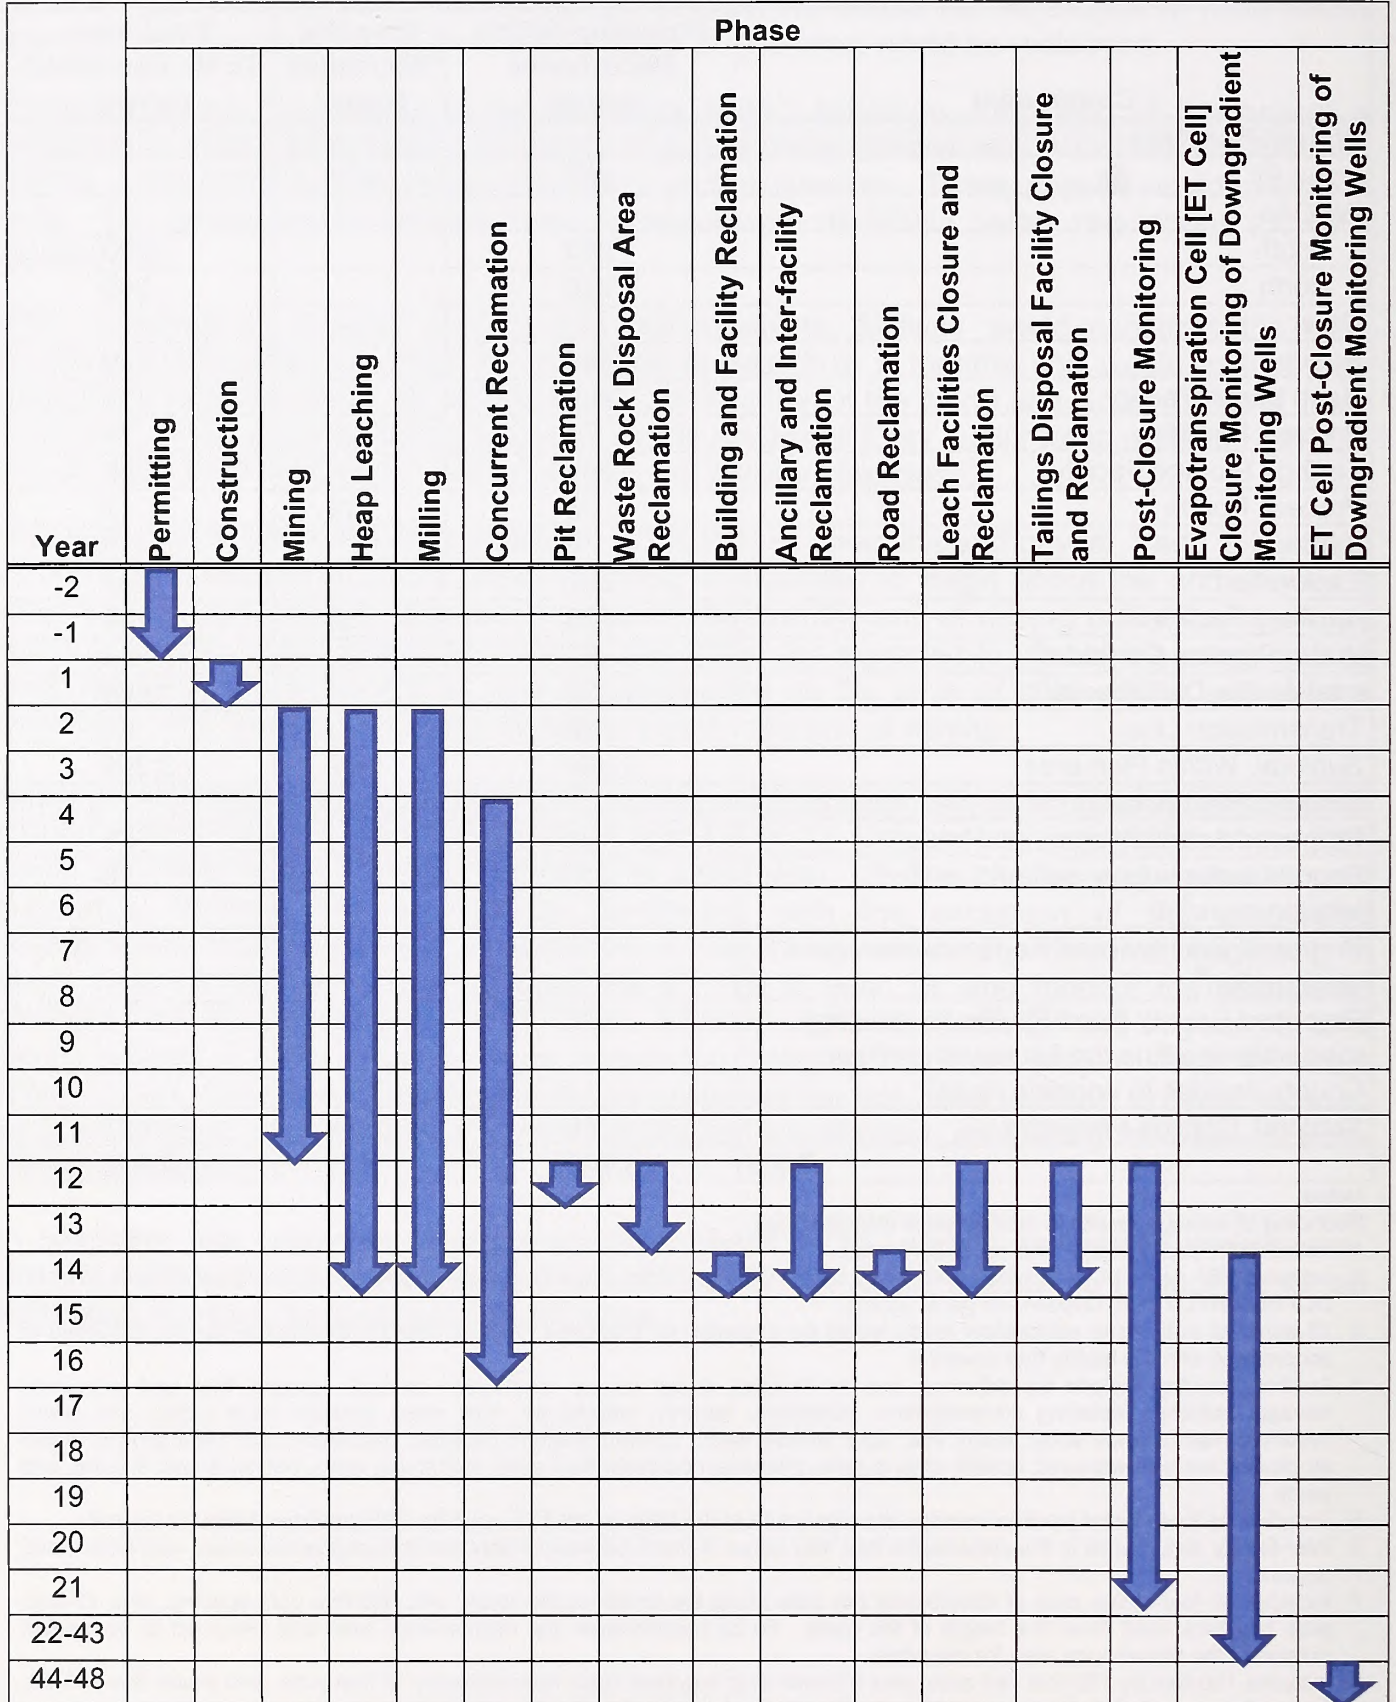 Phase
Year
Permitting
Construction
Mining
Heap Leaching
Milling
Concurrent Reclamation
Pit Reclamation
Waste Rock Disposal Area
Reclamation
Building and Facility Reclamation
Ancillary and Inter-facility
Reclamation
Road Reclamation
Leach Facilities Closure and
Reclamation
Tailings Disposal Facility Closure
and Reclamation
Post-Closure Monitoring
Evapotranspiration Cell [ET Cell]
Closure Monitoring of Downgradient
Monitoring Wells
ET Cell Post-Closure Monitoring of
Downgradient Monitoring Wells
-2
-1
1
2
3
4
5
6
7
8
9
10
11
12
13
14
15
16
17
18
19
20
21
22-43
44-48